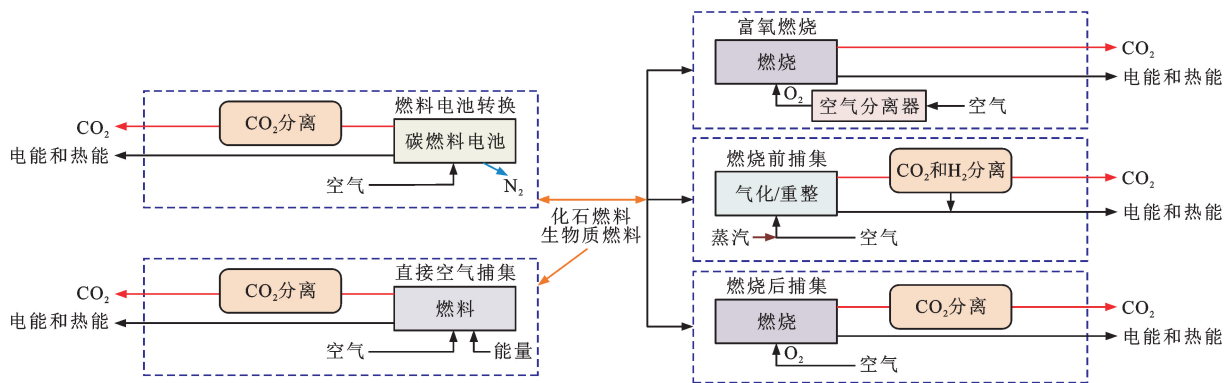 燃料电池转换
CO₂分离
碳燃料电池
CO₂
电能和热能
空气
N₂
化石燃料
生物质燃料
直接空气捕集
CO₂分离
燃料
CO₂
电能和热能
空气
能量
富氧燃烧
燃烧
CO₂
电能和热能
O₂
空气分离器
空气
燃烧前捕集
CO₂和H₂分离
气化/重整
CO₂
电能和热能
蒸汽
空气
燃烧后捕集
燃烧
CO₂分离
CO₂
电能和热能
O₂
空气